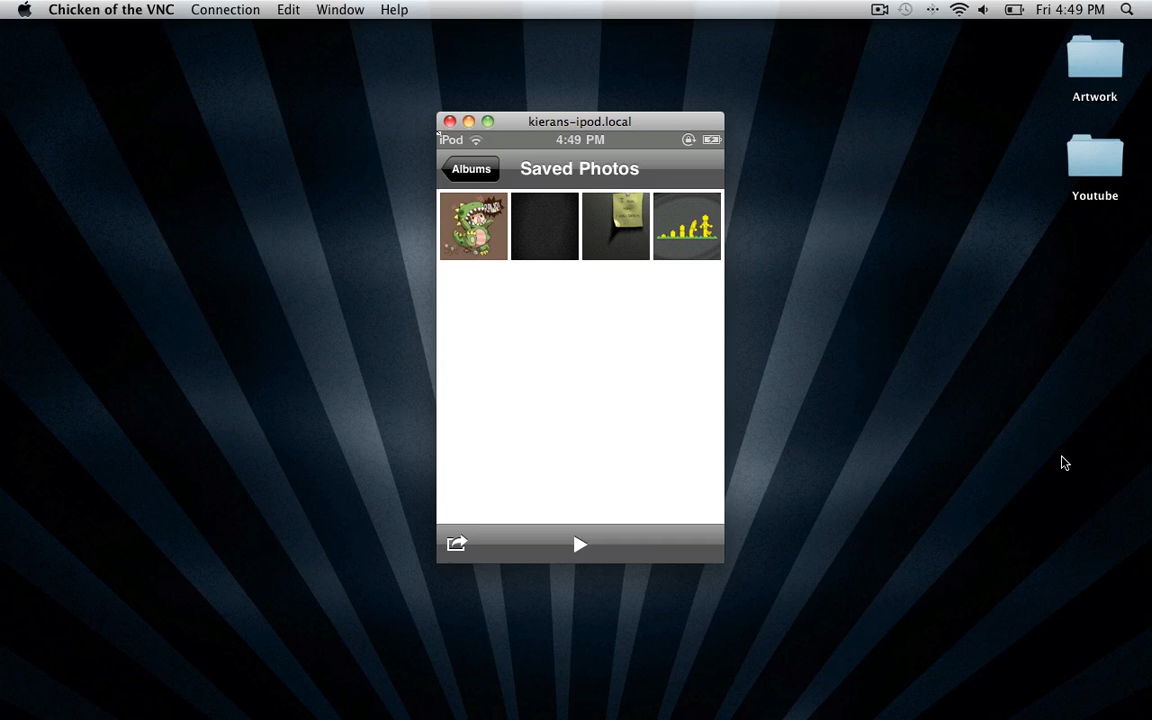 Chicken of the VNC Connection Edit Window Help Fri 4:49 PM
Artwork
Youtube
kierans-ipod.local
iPod 4:49 PM
Albums Saved Photos